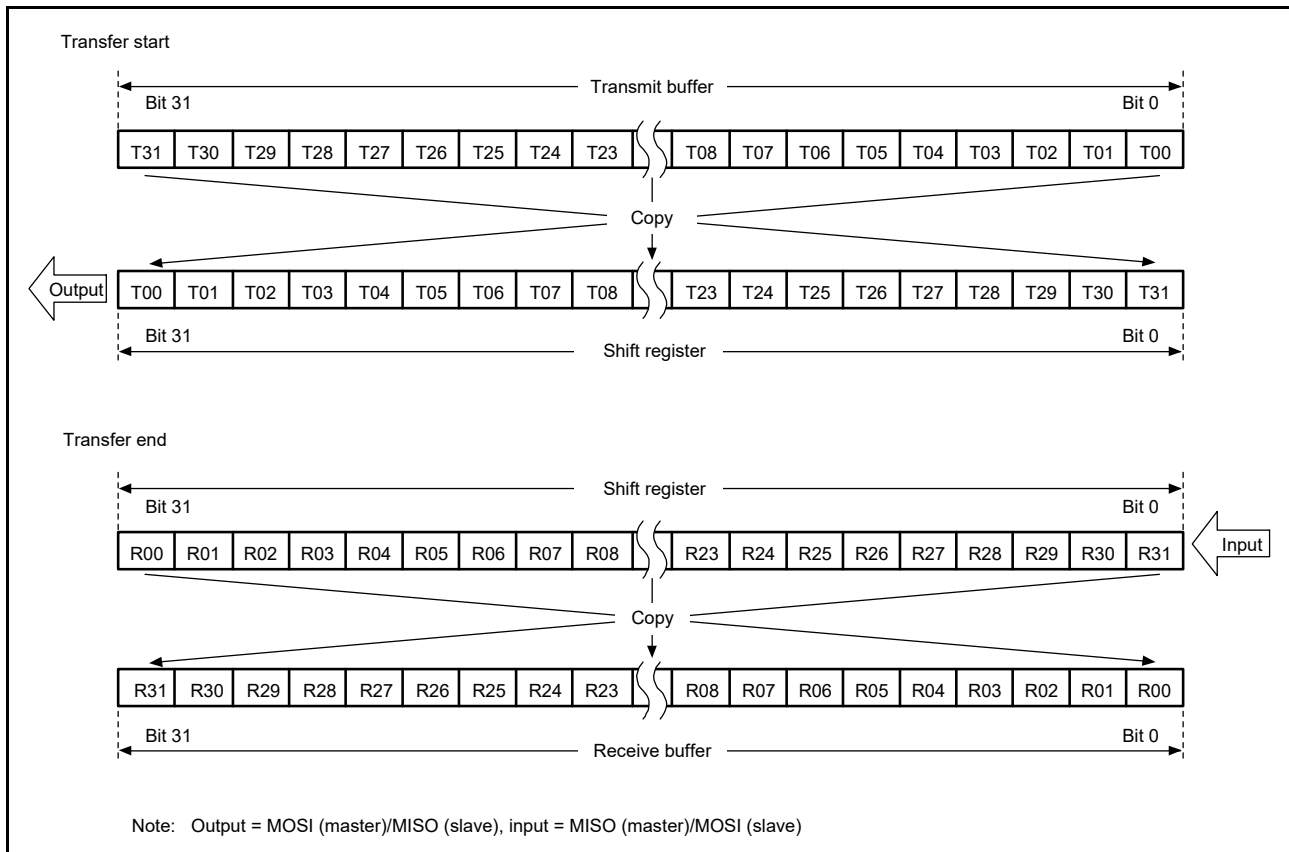 Transfer start
Transmit buffer
Bit 31 Bit 0
T31 T30 T29 T28 T27 T26 T25 T24 T23 T08 T07 T06 T05 T04 T03 T02 T01 T00
Copy
Output T00 T01 T02 T03 T04 T05 T06 T07 T08 T23 T24 T25 T26 T27 T28 T29 T30 T31
Bit 31 Bit 0
Shift register
Transfer end
Shift register
Bit 31 Bit 0
R00 R01 R02 R03 R04 R05 R06 R07 R08 R23 R24 R25 R26 R27 R28 R29 R30 R31 Input
Copy
R31 R30 R29 R28 R27 R26 R25 R24 R23 R08 R07 R06 R05 R04 R03 R02 R01 R00
Bit 31 Bit 0
Receive buffer
Note: Output = MOSI (master)/MISO (slave), input = MISO (master)/MOSI (slave)